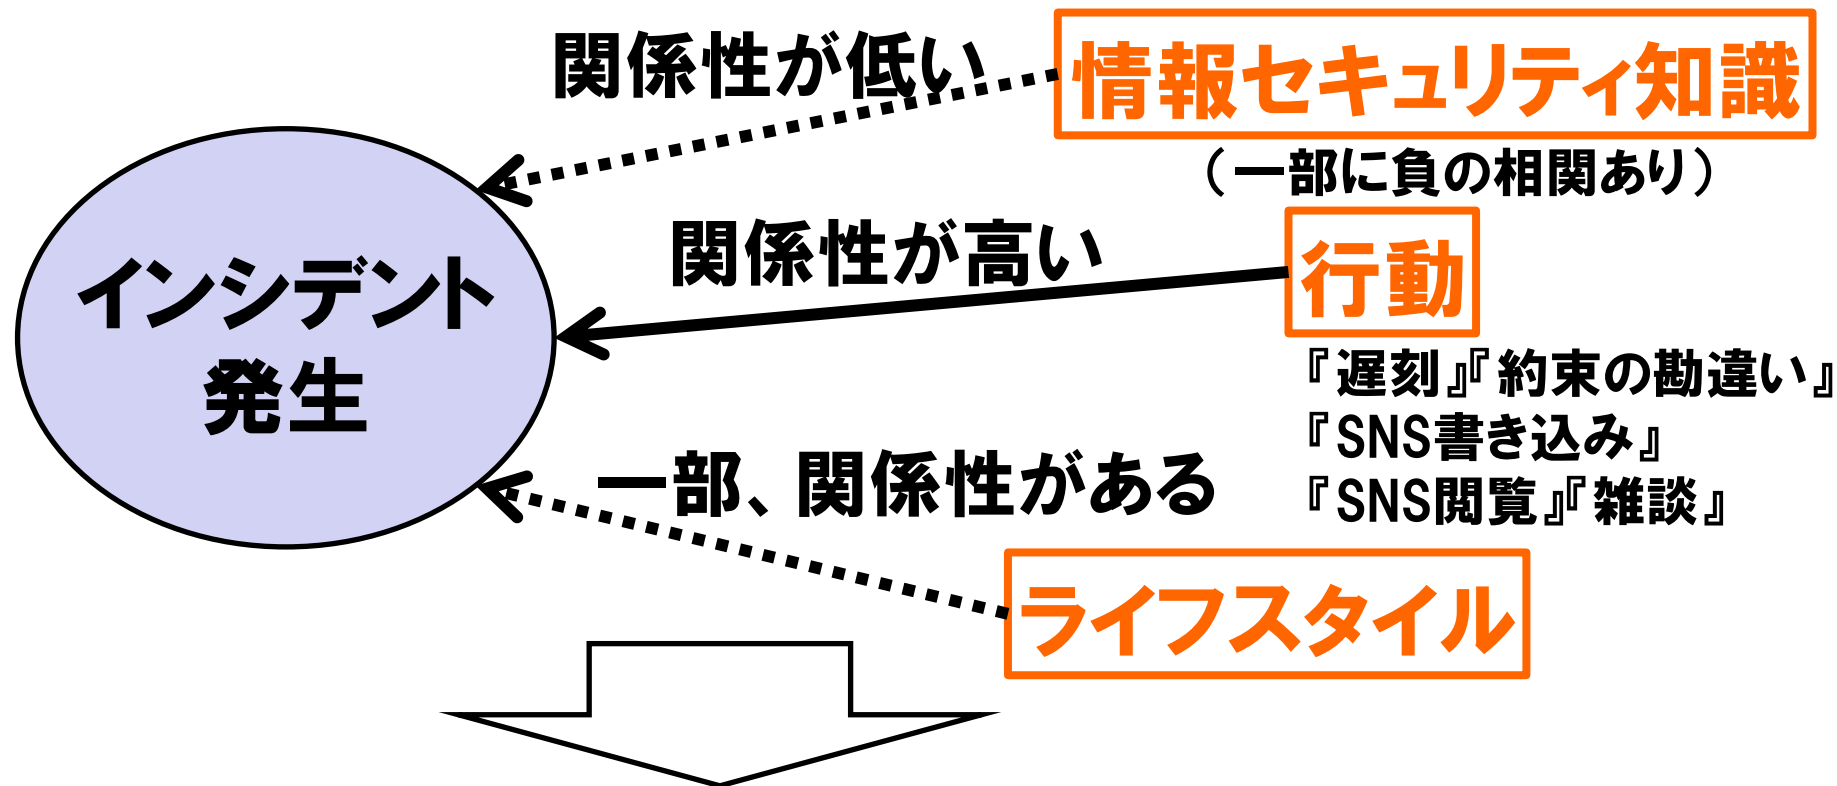 関係性が低い
情報セキュリティ知識
（一部に負の相関あり）
関係性が高い
行動
インシデント
発生
『遅刻』『約束の勘違い』
『SNS書き込み』
『SNS閲覧』『雑談』
一部、関係性がある
ライフスタイル